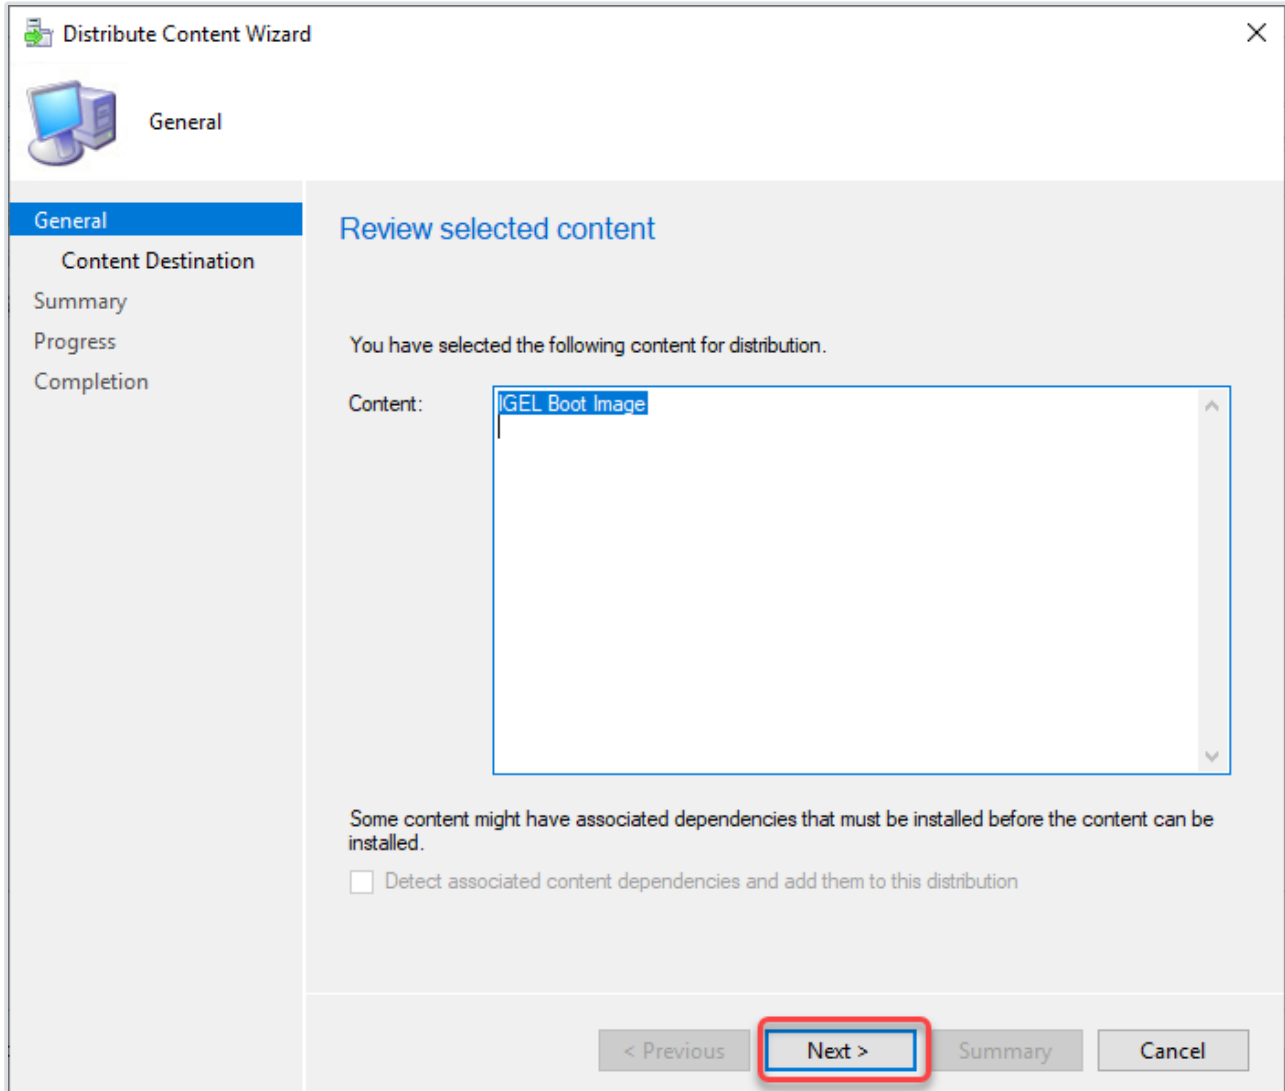 Distribute Content Wizard
General
General
Content Destination
Summary
Progress
Completion
Review selected content
You have selected the following content for distribution.
Content:
IGEL Boot Image
Some content might have associated dependencies that must be installed before the content can be
installed.
Detect associated content dependencies and add them to this distribution
< Previous
Next >
Summary
Cancel